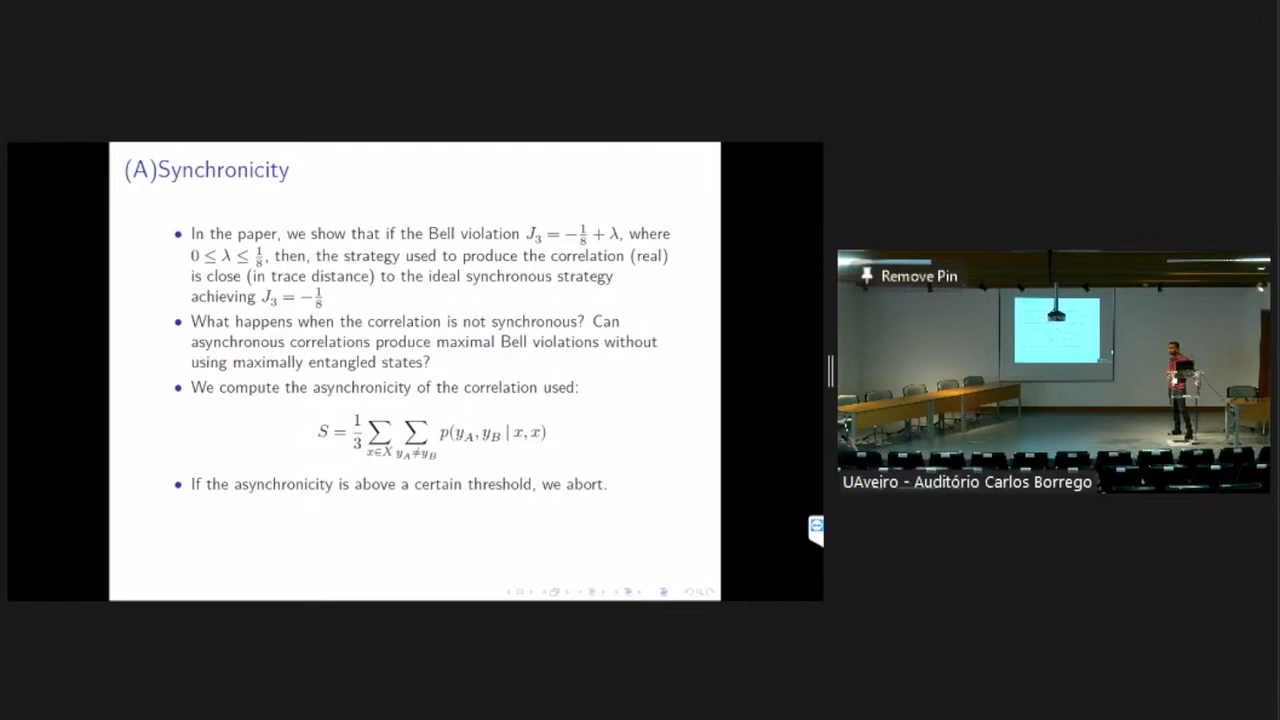 (A)Synchronicity
• In the paper, we show that if the Bell violation J₃ = −1/8 + λ, where
0 ≤ λ ≤ 1/8, then, the strategy used to produce the correlation (real)
is close (in trace distance) to the ideal synchronous strategy
achieving J₃ = −1/8
• What happens when the correlation is not synchronous? Can
asynchronous correlations produce maximal Bell violations without
using maximally entangled states?
• We compute the asynchronicity of the correlation used:
S = 1/3 ∑_{x∈X} ∑_{y_A≠y_B} p(y_A, y_B | x, x)
• If the asynchronicity is above a certain threshold, we abort.
Remove Pin
UAveiro - Auditório Carlos Borrego